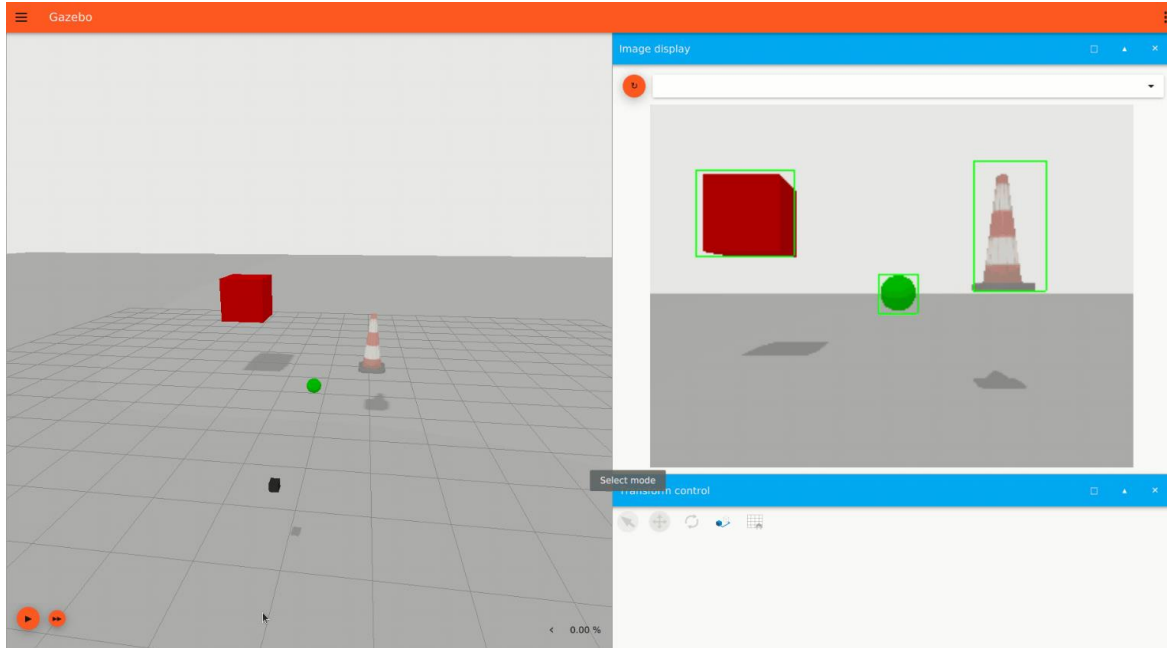 Gazebo
Image display
Select mode
Transform control
0.00 %